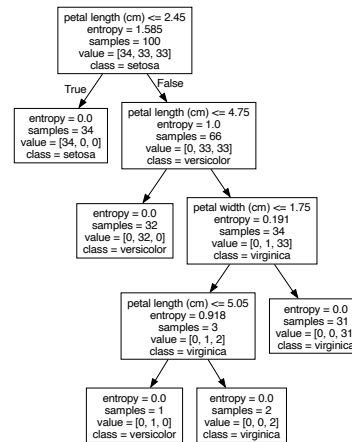 petal length (cm) <= 2.45
entropy = 1.585
samples = 100
value = [34, 33, 33]
class = setosa
True
False
entropy = 0.0
samples = 34
value = [34, 0, 0]
class = setosa
petal length (cm) <= 4.75
entropy = 1.0
samples = 66
value = [0, 33, 33]
class = versicolor
entropy = 0.0
samples = 32
value = [0, 32, 0]
class = versicolor
petal width (cm) <= 1.75
entropy = 0.191
samples = 34
value = [0, 1, 33]
class = virginica
petal length (cm) <= 5.05
entropy = 0.918
samples = 3
value = [0, 1, 2]
class = virginica
entropy = 0.0
samples = 31
value = [0, 0, 31]
class = virginica
entropy = 0.0
samples = 1
value = [0, 1, 0]
class = versicolor
entropy = 0.0
samples = 2
value = [0, 0, 2]
class = virginica